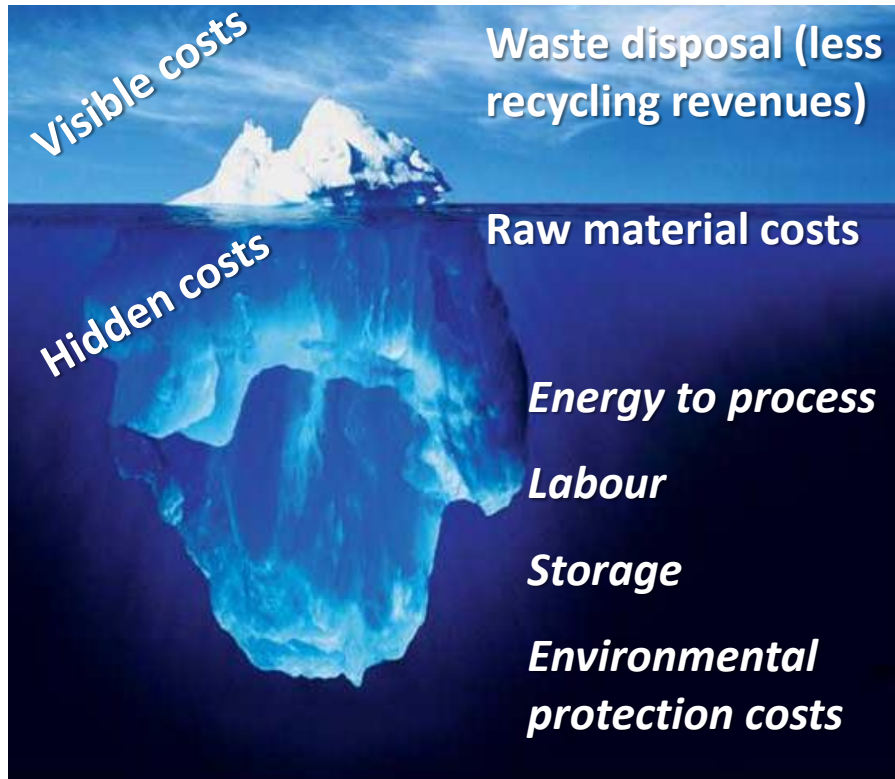 Visible costs
Waste disposal (less
recycling revenues)
Raw material costs
Hidden costs
Energy to process
Labour
Storage
Environmental
protection costs